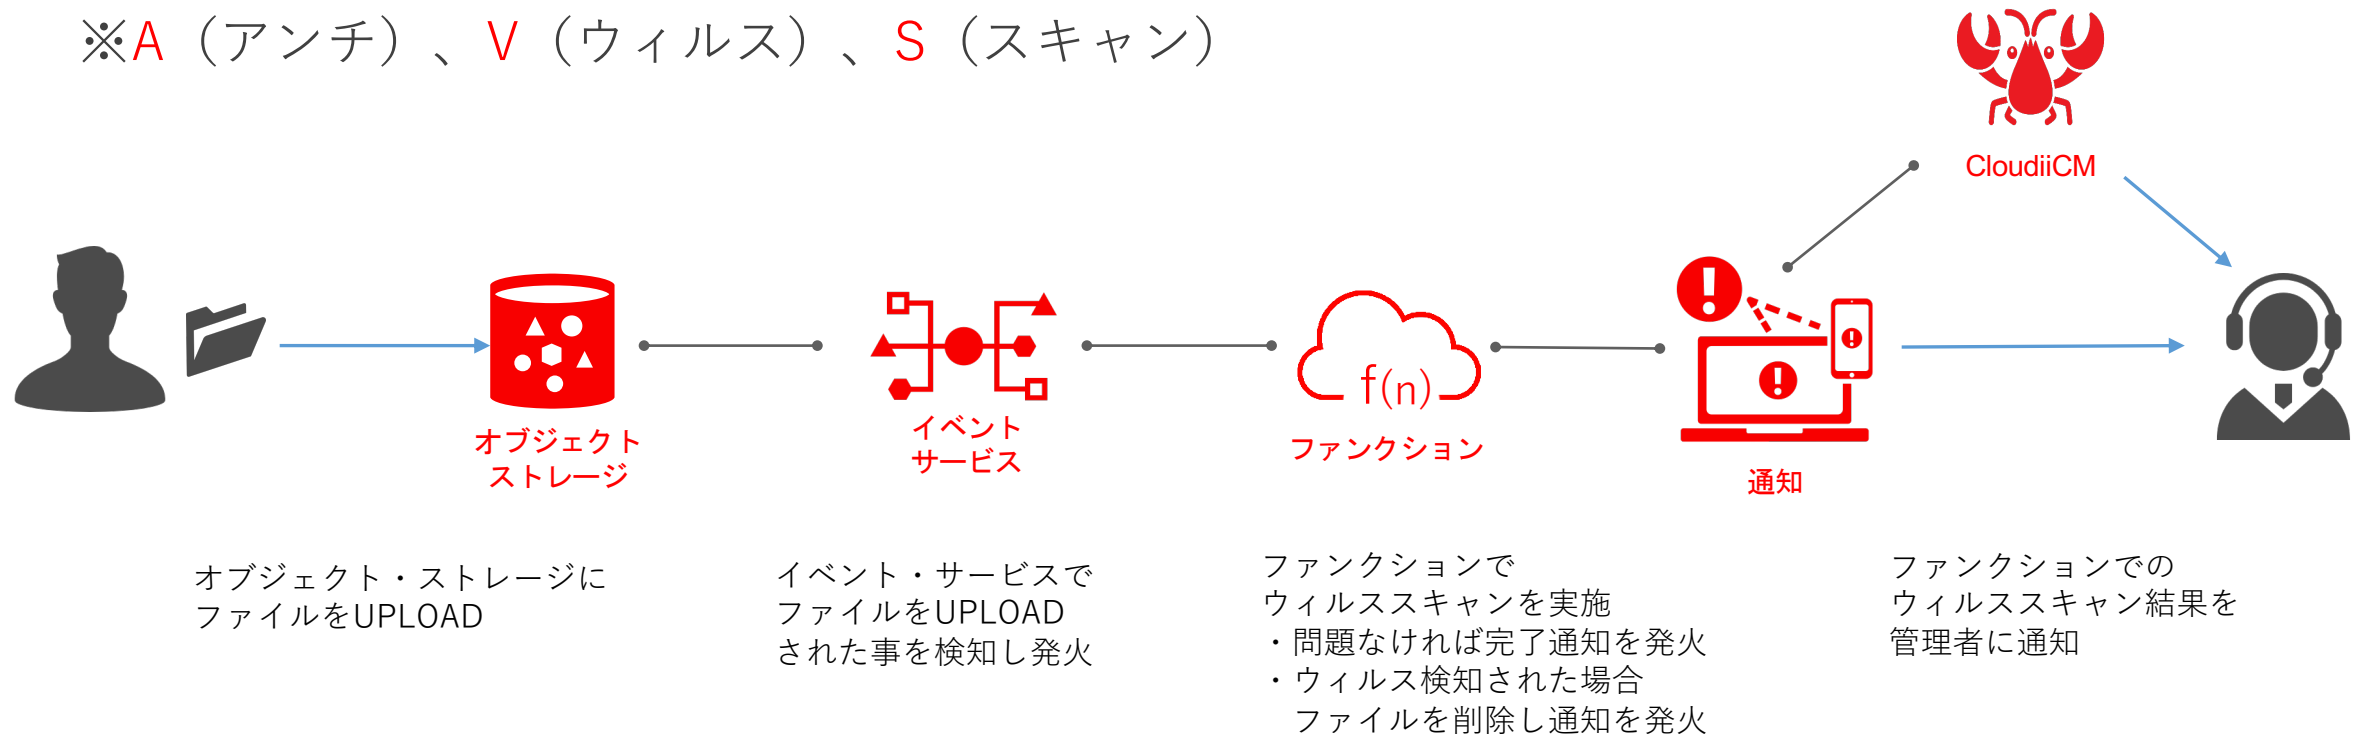 ※A（アンチ）、V（ウィルス）、S（スキャン）
CloudiiCM
f(n)
オブジェクト
ストレージ
イベント
サービス
ファンクション
通知
オブジェクト・ストレージに
ファイルをUPLOAD
イベント・サービスで
ファイルをUPLOAD
された事を検知し発火
ファンクションで
ウィルススキャンを実施
・問題なければ完了通知を発火
・ウィルス検知された場合
ファイルを削除し通知を発火
ファンクションでの
ウィルススキャン結果を
管理者に通知